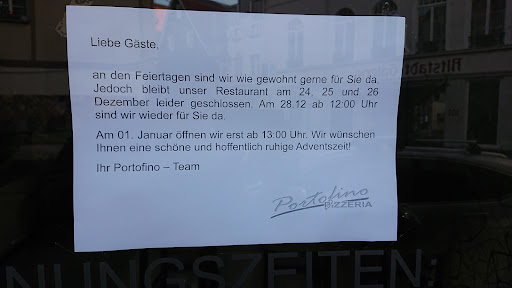 Liebe Gäste,
an den Feiertagen sind wir wie gewohnt gerne für Sie da.
Jedoch bleibt unser Restaurant am 24, 25 und 26
Dezember leider geschlossen. Am 28.12 ab 12:00 Uhr
sind wir wieder für Sie da.
Am 01. Januar öffnen wir erst ab 13:00 Uhr. Wir wünschen
Ihnen eine schöne und hoffentlich ruhige Adventszeit!
Ihr Portofino – Team
Portofino
PIZZERIA
NUNGSZEITEN: